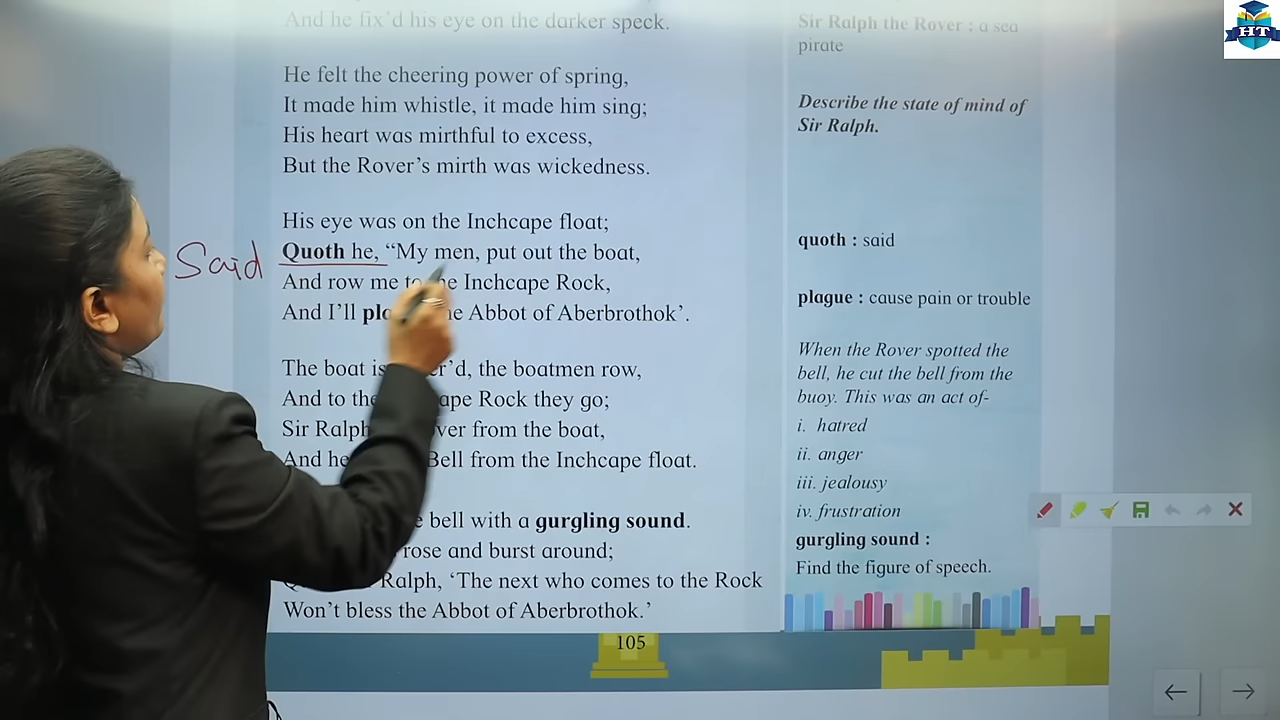 And he fix'd his eye on the darker speck.
He felt the cheering power of spring,
It made him whistle, it made him sing;
His heart was mirthful to excess,
But the Rover's mirth was wickedness.
His eye was on the Inchcape float;
Said
Quoth he, “My men, put out the boat,
And row me to Inchcape Rock,
And I'll Abbot of Aberbrothok’.
The boat the boatmen row,
And to Rock they go;
Sir Ralph from the boat,
And he Bell from the Inchcape float.
bell with a gurgling sound.
rose and burst around;
Ralph, ‘The next who comes to the Rock
Won't bless the Abbot of Aberbrothok.’
105
Sir Ralph the Rover : a sea
pirate
Describe the state of mind of
Sir Ralph.
quoth : said
plague : cause pain or trouble
When the Rover spotted the
bell, he cut the bell from the
buoy. This was an act of-
i. hatred
ii. anger
iii. jealousy
iv. frustration
gurgling sound :
Find the figure of speech.
HT